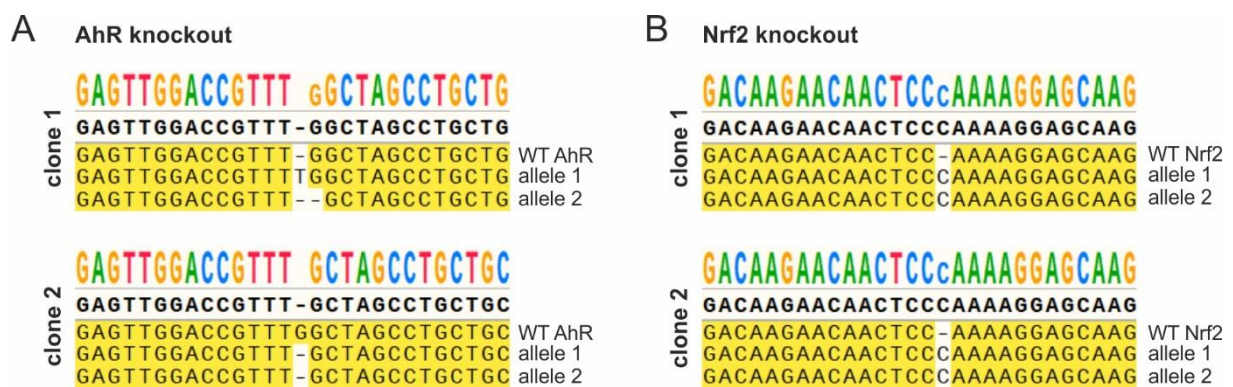 A AhR knockout
clone 1
GAGTTGGACCGTTT GGCTAGCCTGCTG
GAGTTGGACCGTTT-GGCTAGCCTGCTG
GAGTTGGACCGTTT-GGCTAGCCTGCTG WT AhR
GAGTTGGACCGTTTTGGCTAGCCTGCTG allele 1
GAGTTGGACCGTTT--GCTAGCCTGCTG allele 2
clone 2
GAGTTGGACCGTTT GCTAGCCTGCTGC
GAGTTGGACCGTTT-GCTAGCCTGCTGC
GAGTTGGACCGTTTGGCTAGCCTGCTGC WT AhR
GAGTTGGACCGTTT-GCTAGCCTGCTGC allele 1
GAGTTGGACCGTTT-GCTAGCCTGCTGC allele 2
B Nrf2 knockout
clone 1
GACAAGAACAACTCCcAAAAGGAGCAAG
GACAAGAACAACTCCCAAAAGGAGCAAG
GACAAGAACAACTCC-AAAAGGAGCAAG WT Nrf2
GACAAGAACAACTCCCAAAAGGAGCAAG allele 1
GACAAGAACAACTCCCAAAAGGAGCAAG allele 2
clone 2
GACAAGAACAACTCCcAAAAGGAGCAAG
GACAAGAACAACTCCCAAAAGGAGCAAG
GACAAGAACAACTCC-AAAAGGAGCAAG WT Nrf2
GACAAGAACAACTCCCAAAAGGAGCAAG allele 1
GACAAGAACAACTCCCAAAAGGAGCAAG allele 2